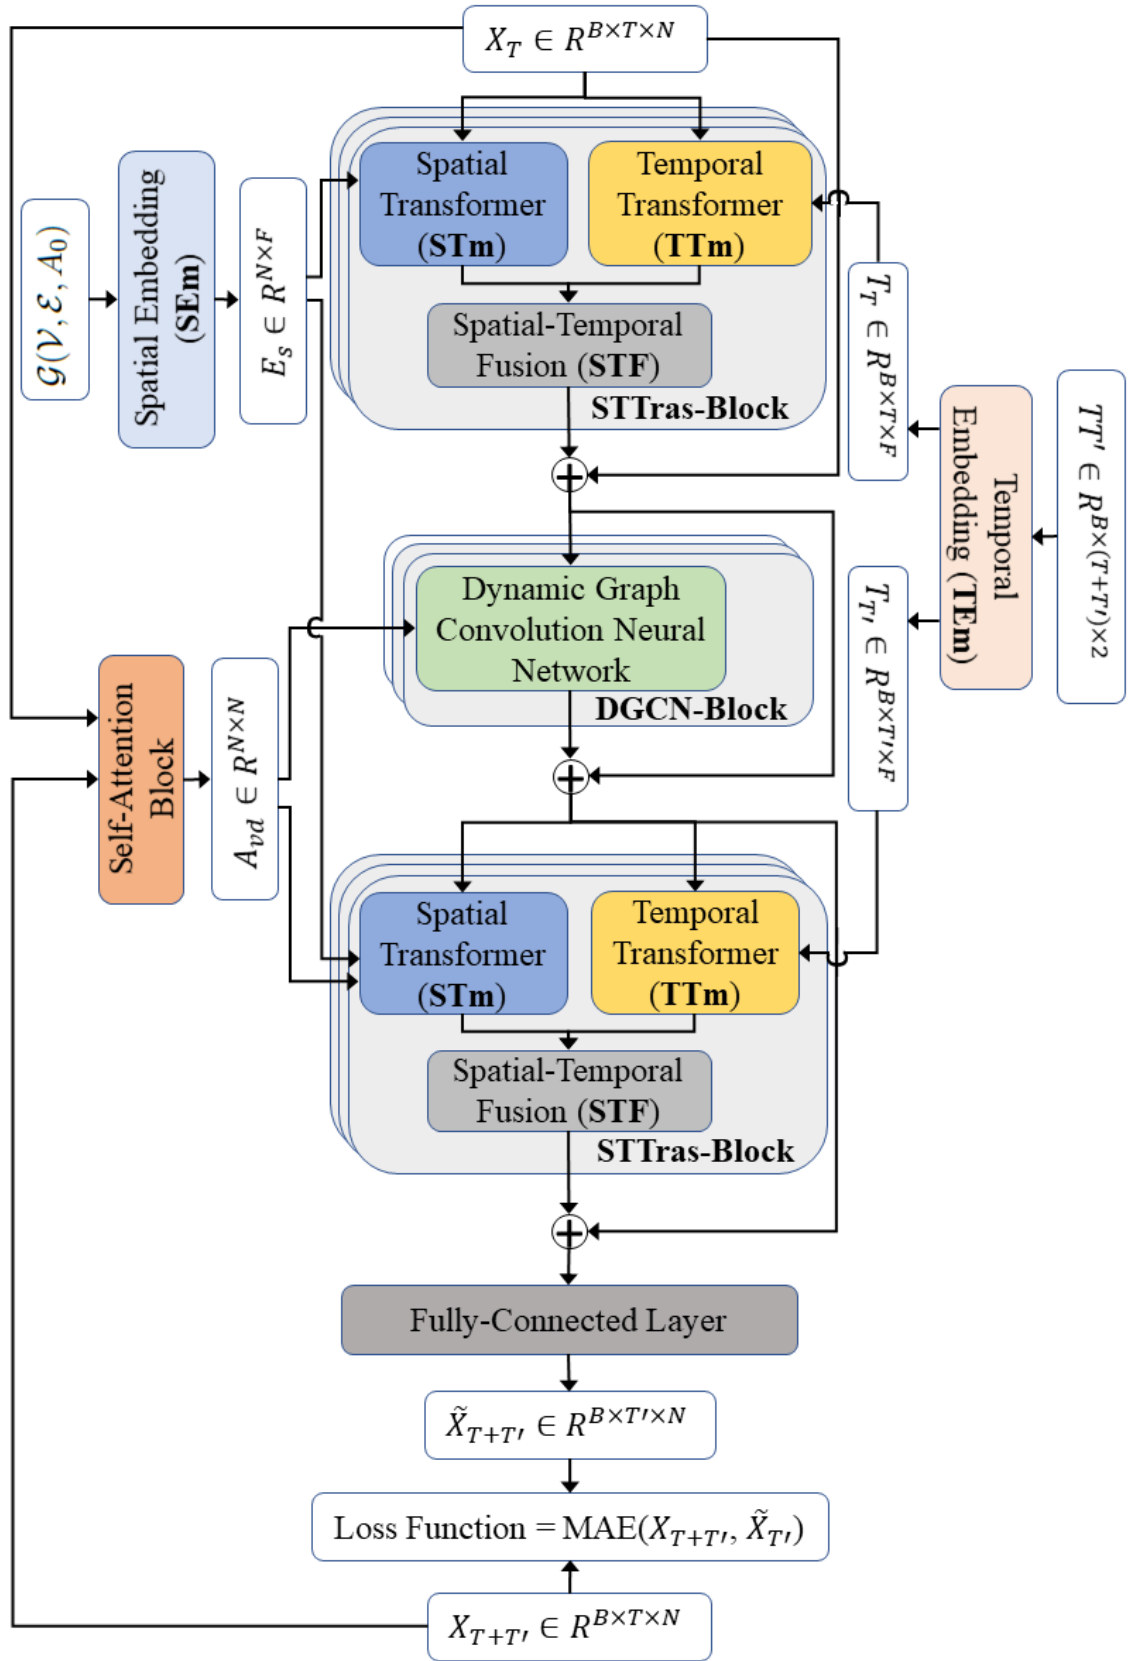 X_T ∈ R^{B×T×N}
Spatial
Transformer
(STm)
Temporal
Transformer
(TTm)
Spatial-Temporal
Fusion (STF)
STTras-Block
𝒢(𝒱, ℰ, A_0)
Spatial Embedding
(SEm)
E_s ∈ R^{N×F}
T_T ∈ R^{B×T×F}
Temporal
Embedding (TEm)
TT′ ∈ R^{B×(T+T′)×2}
T_{T′} ∈ R^{B×T′×F}
Dynamic Graph
Convolution Neural
Network
DGCN-Block
Self-Attention
Block
A_{vd} ∈ R^{N×N}
Spatial
Transformer
(STm)
Temporal
Transformer
(TTm)
Spatial-Temporal
Fusion (STF)
STTras-Block
Fully-Connected Layer
X̃_{T+T′} ∈ R^{B×T′×N}
Loss Function = MAE(X_{T+T′}, X̃_{T′})
X_{T+T′} ∈ R^{B×T×N}